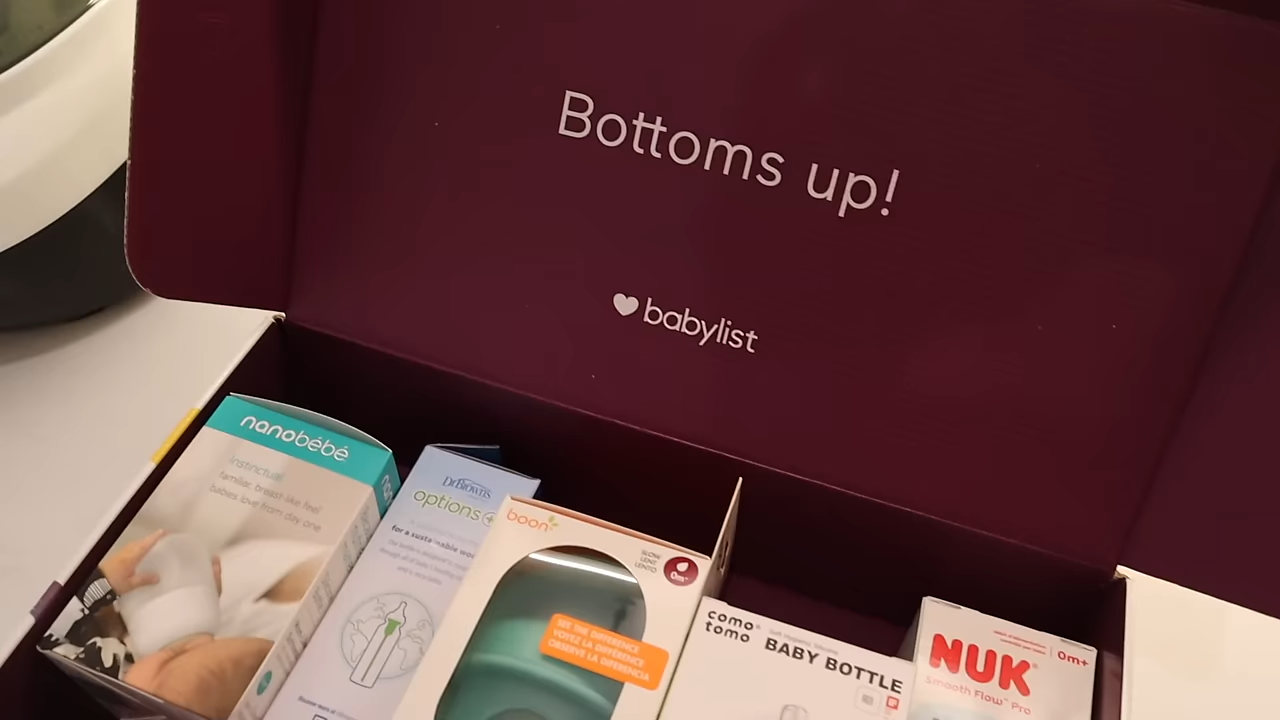 Bottoms up!
babylist
nanobébé
instinctual
familiar, breast-like feel
babies love from day one
Dr Brown's
options+
for a sustainable
boon
SLOW
LENT
LENTO
0m+
SEE THE DIFFERENCE
VOYEZ LA DIFFÉRENCE
OBSERVE LA DIFERENCIA
como
tomo
BABY BOTTLE
NUK
0m+
Smooth Flow™ Pro